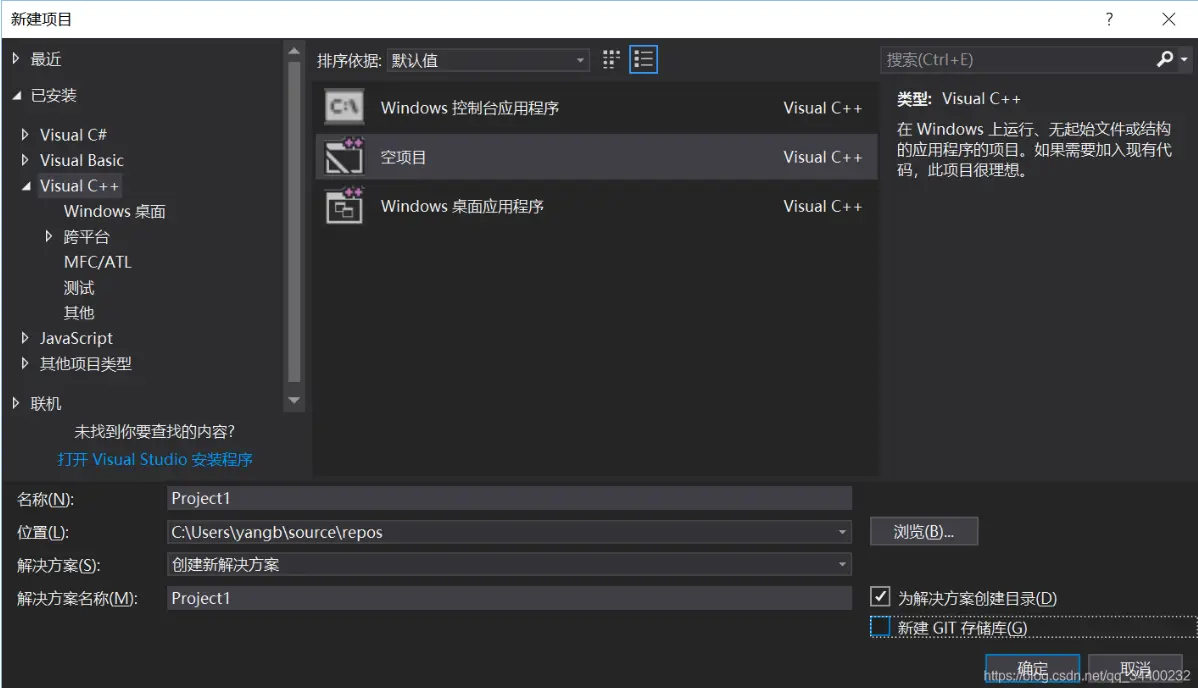 新建项目
?
最近
已安装
Visual C#
Visual Basic
Visual C++
Windows 桌面
跨平台
MFC/ATL
测试
其他
JavaScript
其他项目类型
联机
未找到你要查找的内容?
打开 Visual Studio 安装程序
排序依据: 默认值
C:\
Windows 控制台应用程序 Visual C++
空项目 Visual C++
Windows 桌面应用程序 Visual C++
搜索(Ctrl+E)
类型: Visual C++
在 Windows 上运行、无起始文件或结构
的应用程序的项目。如果需要加入现有代
码，此项目很理想。
名称(N): Project1
位置(L): C:\Users\yangb\source\repos 浏览(B)...
解决方案(S): 创建新解决方案
解决方案名称(M): Project1
为解决方案创建目录(D)
新建 GIT 存储库(G)
确定 取消
https://blog.csdn.net/qq_34400232